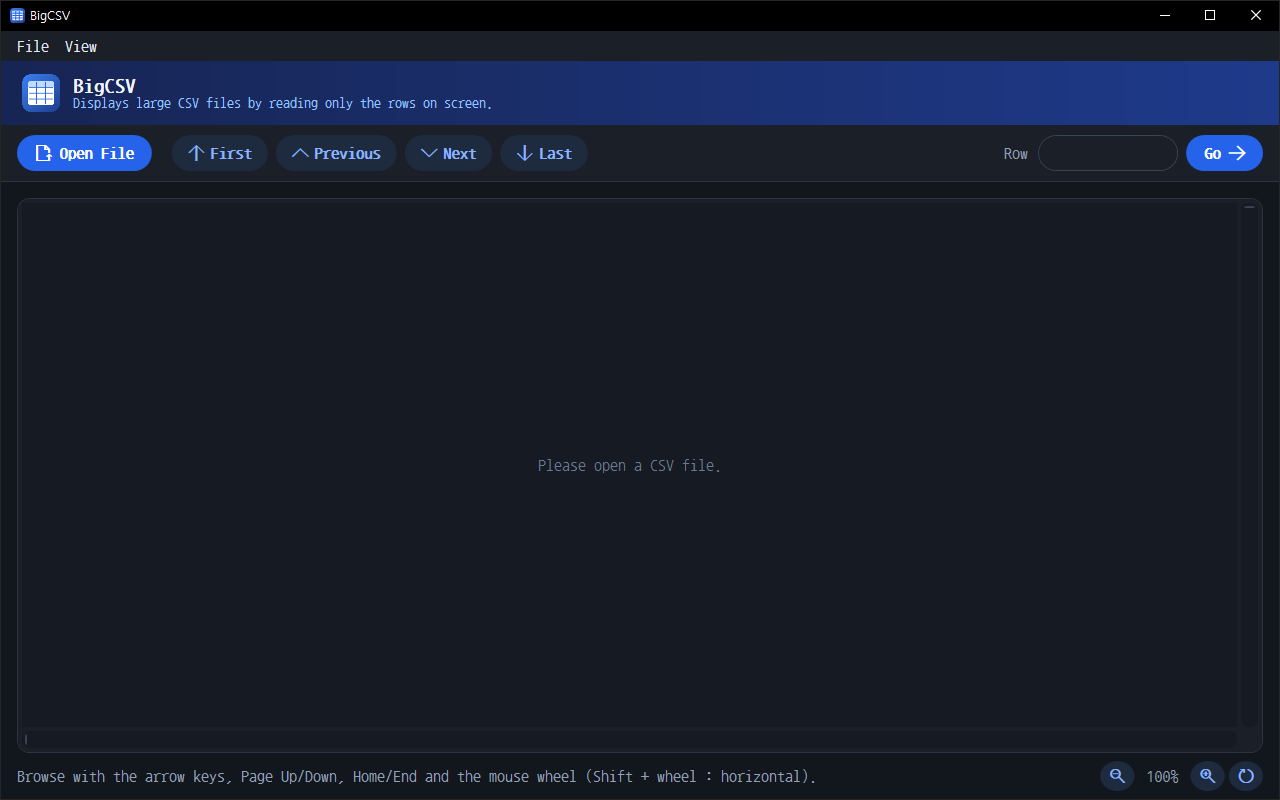 BigCSV
File View
BigCSV
Displays large CSV files by reading only the rows on screen.
Open File First Previous Next Last Row Go
Please open a CSV file.
Browse with the arrow keys, Page Up/Down, Home/End and the mouse wheel (Shift + wheel : horizontal). 100%